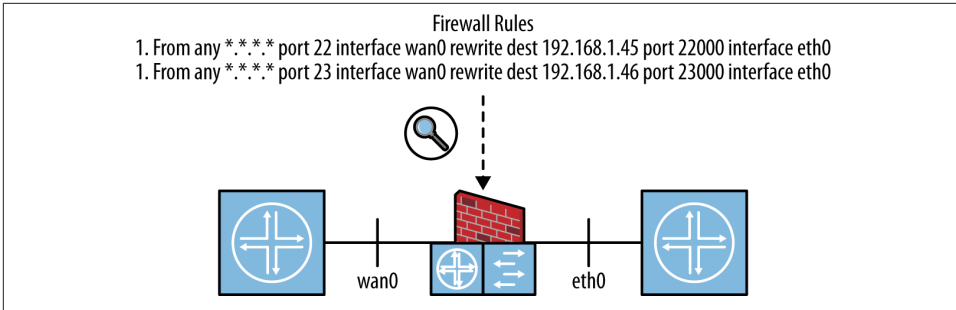 Firewall Rules
1. From any *.*.*.* port 22 interface wan0 rewrite dest 192.168.1.45 port 22000 interface eth0
1. From any *.*.*.* port 23 interface wan0 rewrite dest 192.168.1.46 port 23000 interface eth0
wan0
eth0